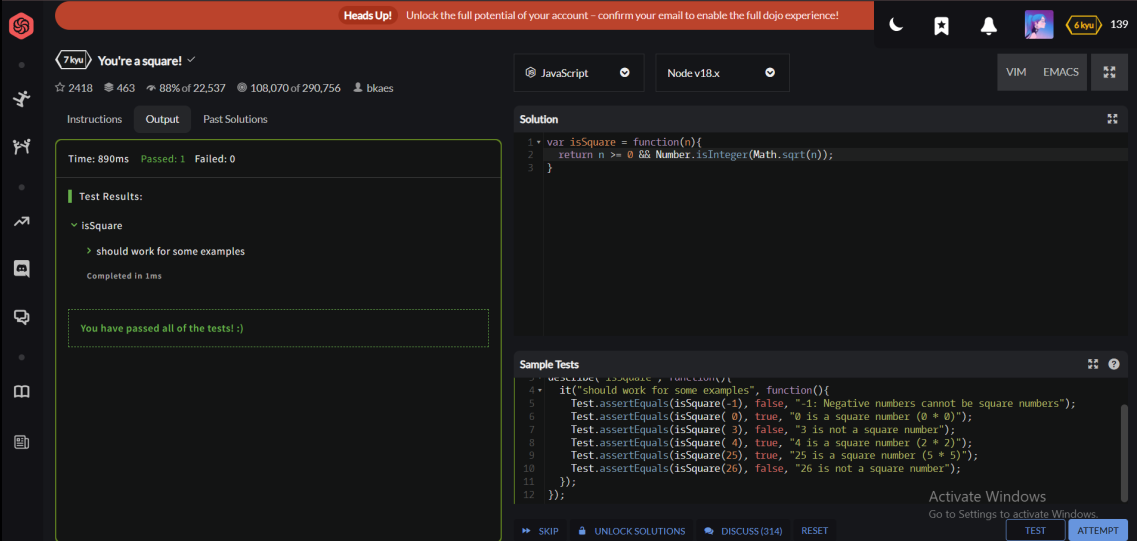 Heads Up! Unlock the full potential of your account – confirm your email to enable the full dojo experience!
6 kyu 139
7 kyu You're a square!
2418 463 88% of 22,537 108,070 of 290,756 bkaes
JavaScript Node v18.x VIM EMACS
Instructions Output Past Solutions
Time: 890ms Passed: 1 Failed: 0
Test Results:
isSquare
should work for some examples
Completed in 1ms
You have passed all of the tests! :)
Solution
1 var isSquare = function(n){
2 return n >= 0 && Number.isInteger(Math.sqrt(n));
3 }
Sample Tests
3 describe("isSquare", function(){
4 it("should work for some examples", function(){
5 Test.assertEquals(isSquare(-1), false, "-1: Negative numbers cannot be square numbers");
6 Test.assertEquals(isSquare( 0), true, "0 is a square number (0 * 0)");
7 Test.assertEquals(isSquare( 3), false, "3 is not a square number");
8 Test.assertEquals(isSquare( 4), true, "4 is a square number (2 * 2)");
9 Test.assertEquals(isSquare(25), true, "25 is a square number (5 * 5)");
10 Test.assertEquals(isSquare(26), false, "26 is not a square number");
11 });
12 });
Activate Windows
Go to Settings to activate Windows.
SKIP UNLOCK SOLUTIONS DISCUSS (314) RESET TEST ATTEMPT